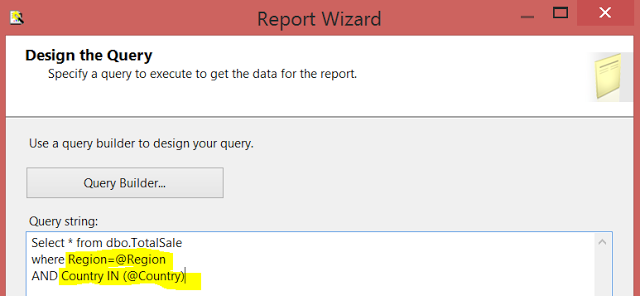 Report Wizard
Design the Query
Specify a query to execute to get the data for the report.
Use a query builder to design your query.
Query Builder...
Query string:
Select * from dbo.TotalSale
where Region=@Region
AND Country IN (@Country)